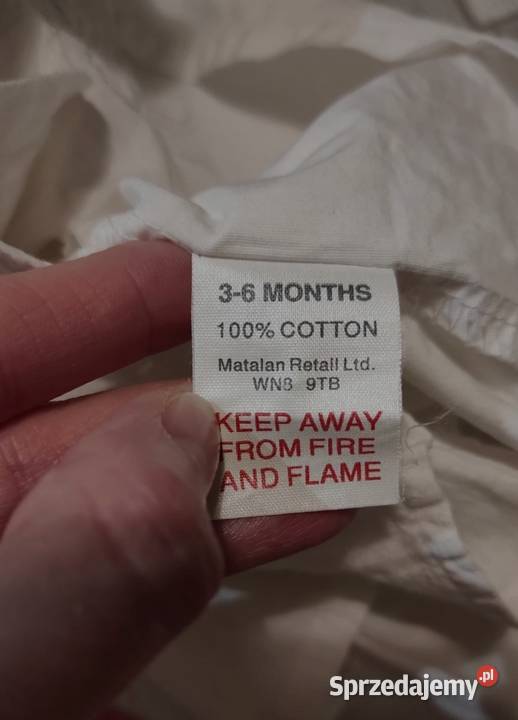 3-6 MONTHS
100% COTTON
Matalan Retail Ltd.
WN8 9TB
KEEP AWAY
FROM FIRE
AND FLAME
Sprzedajemy.pl